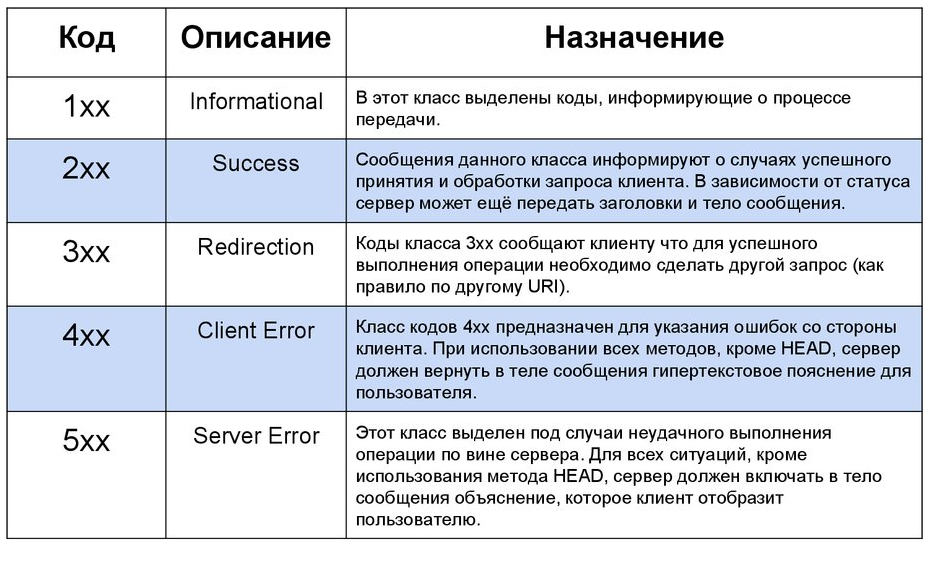 Код Описание Назначение
1xx Informational В этот класс выделены коды, информирующие о процессе
передачи.
2xx Success Сообщения данного класса информируют о случаях успешного
принятия и обработки запроса клиента. В зависимости от статуса
сервер может ещё передать заголовки и тело сообщения.
3xx Redirection Коды класса 3xx сообщают клиенту что для успешного
выполнения операции необходимо сделать другой запрос (как
правило по другому URI).
4xx Client Error Класс кодов 4xx предназначен для указания ошибок со стороны
клиента. При использовании всех методов, кроме HEAD, сервер
должен вернуть в теле сообщения гипертекстовое пояснение для
пользователя.
5xx Server Error Этот класс выделен под случаи неудачного выполнения
операции по вине сервера. Для всех ситуаций, кроме
использования метода HEAD, сервер должен включать в тело
сообщения объяснение, которое клиент отобразит
пользователю.